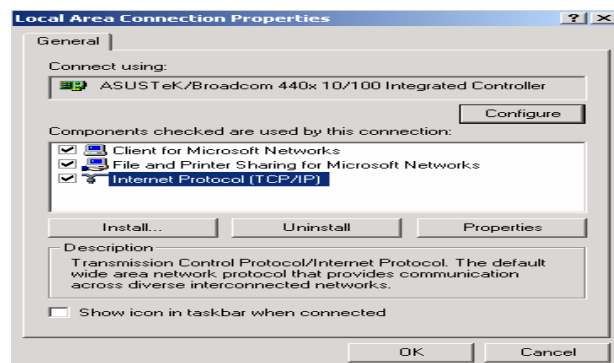 Local Area Connection Properties
General
Connect using:
ASUSTeK/Broadcom 440x 10/100 Integrated Controller
Configure
Components checked are used by this connection:
Client for Microsoft Networks
File and Printer Sharing for Microsoft Networks
Internet Protocol (TCP/IP)
Install... Uninstall Properties
Description
Transmission Control Protocol/Internet Protocol. The default
wide area network protocol that provides communication
across diverse interconnected networks.
Show icon in taskbar when connected
OK Cancel